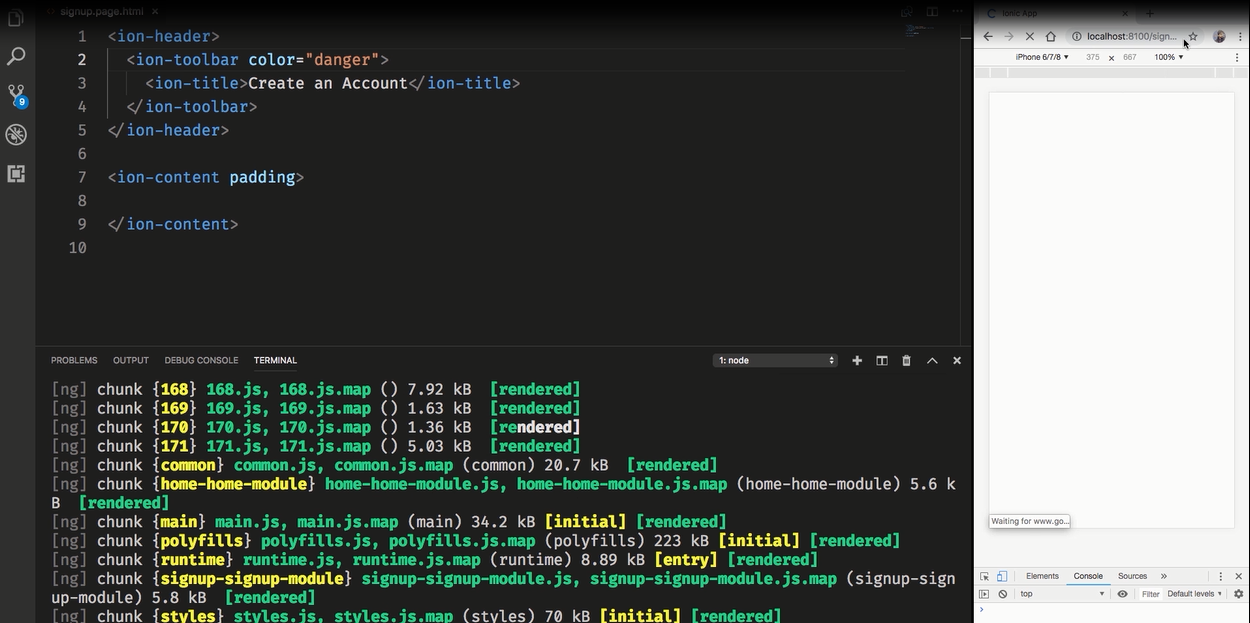 signup.page.html
1 <ion-header>
2 <ion-toolbar color="danger">
3 <ion-title>Create an Account</ion-title>
4 </ion-toolbar>
5 </ion-header>
6
7 <ion-content padding>
8
9 </ion-content>
10
9
PROBLEMS OUTPUT DEBUG CONSOLE TERMINAL 1: node
[ng] chunk {168} 168.js, 168.js.map () 7.92 kB [rendered]
[ng] chunk {169} 169.js, 169.js.map () 1.63 kB [rendered]
[ng] chunk {170} 170.js, 170.js.map () 1.36 kB [rendered]
[ng] chunk {171} 171.js, 171.js.map () 5.03 kB [rendered]
[ng] chunk {common} common.js, common.js.map (common) 20.7 kB [rendered]
[ng] chunk {home-home-module} home-home-module.js, home-home-module.js.map (home-home-module) 5.6 k
B [rendered]
[ng] chunk {main} main.js, main.js.map (main) 34.2 kB [initial] [rendered]
[ng] chunk {polyfills} polyfills.js, polyfills.js.map (polyfills) 223 kB [initial] [rendered]
[ng] chunk {runtime} runtime.js, runtime.js.map (runtime) 8.89 kB [entry] [rendered]
[ng] chunk {signup-signup-module} signup-signup-module.js, signup-signup-module.js.map (signup-sign
up-module) 5.8 kB [rendered]
[ng] chunk {styles} styles.js, styles.js.map (styles) 70 kB [initial] [rendered]
Ionic App
localhost:8100/sign...
iPhone 6/7/8 375 x 667 100%
Waiting for www.go...
Elements Console Sources
top Filter Default levels